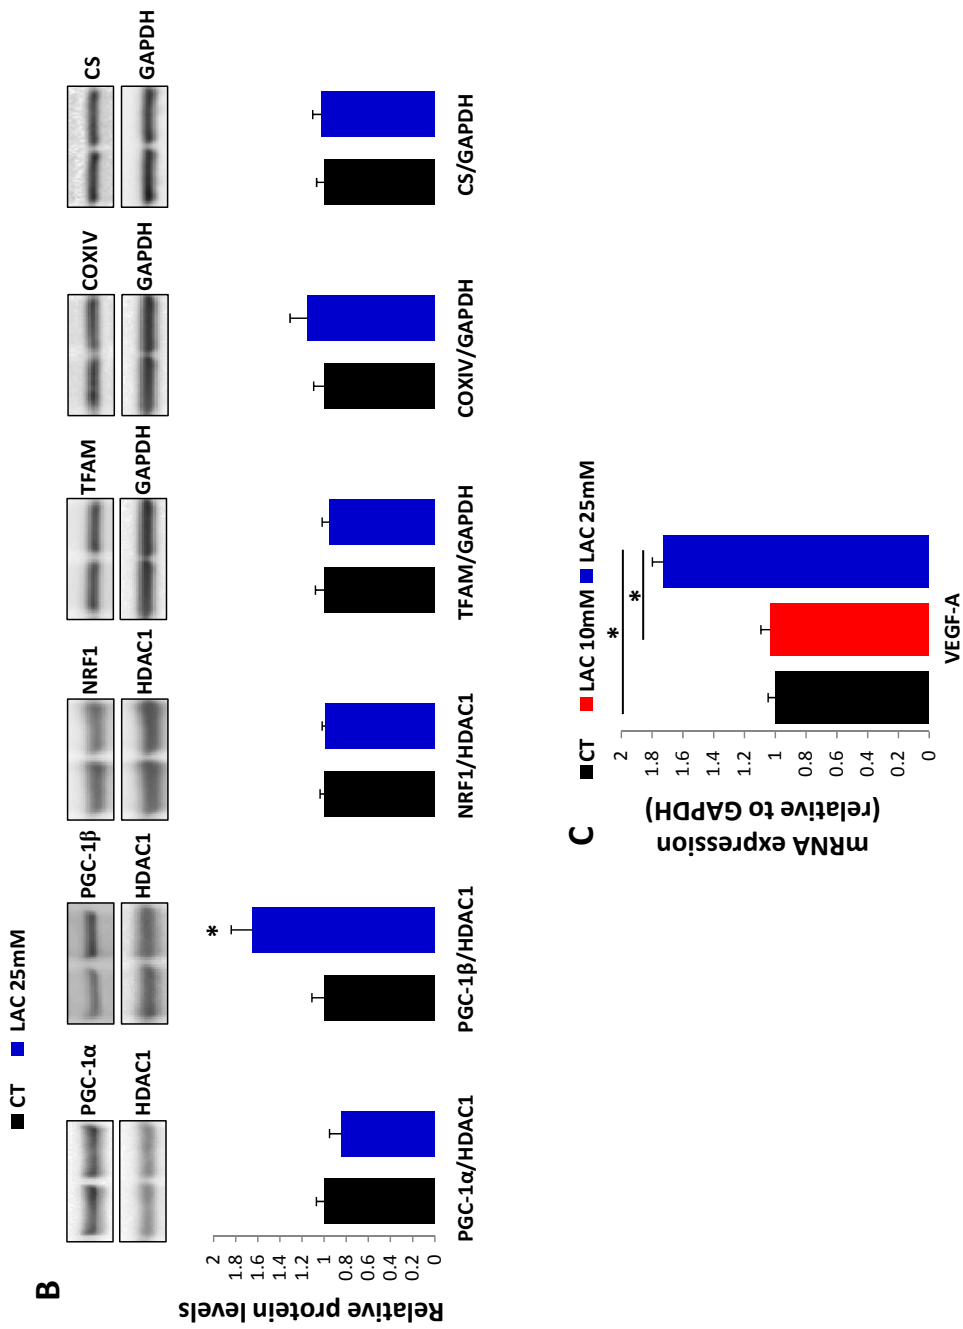 B
CT LAC 25mM
PGC-1α
HDAC1
PGC-1β
HDAC1
NRF1
HDAC1
TFAM
GAPDH
COXIV
GAPDH
CS
GAPDH
Relative protein levels
2
1.8
1.6
1.4
1.2
1
0.8
0.6
0.4
0.2
0
*
PGC-1α/HDAC1
PGC-1β/HDAC1
NRF1/HDAC1
TFAM/GAPDH
COXIV/GAPDH
CS/GAPDH
C
CT LAC 10mM LAC 25mM
mRNA expression
(relative to GAPDH)
2
1.8
1.6
1.4
1.2
1
0.8
0.6
0.4
0.2
0
*
*
VEGF-A